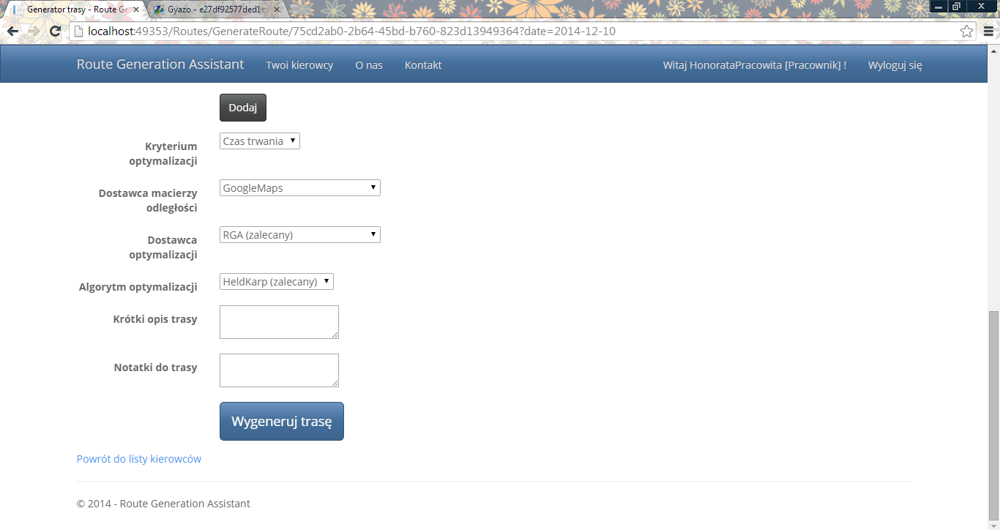 Generator trasy - Route Ge
Gyazo - e27df92577ded1c
localhost:49353/Routes/GenerateRoute/75cd2ab0-2b64-45bd-b760-823d13949364?date=2014-12-10
Route Generation Assistant Twoi kierowcy O nas Kontakt Witaj HonorataPracowita [Pracownik] ! Wyloguj się
Dodaj
Kryterium
optymalizacji
Czas trwania
Dostawca macierzy
odległości
GoogleMaps
Dostawca
optymalizacji
RGA (zalecany)
Algorytm optymalizacji
HeldKarp (zalecany)
Krótki opis trasy
Notatki do trasy
Wygeneruj trasę
Powrót do listy kierowców
© 2014 - Route Generation Assistant